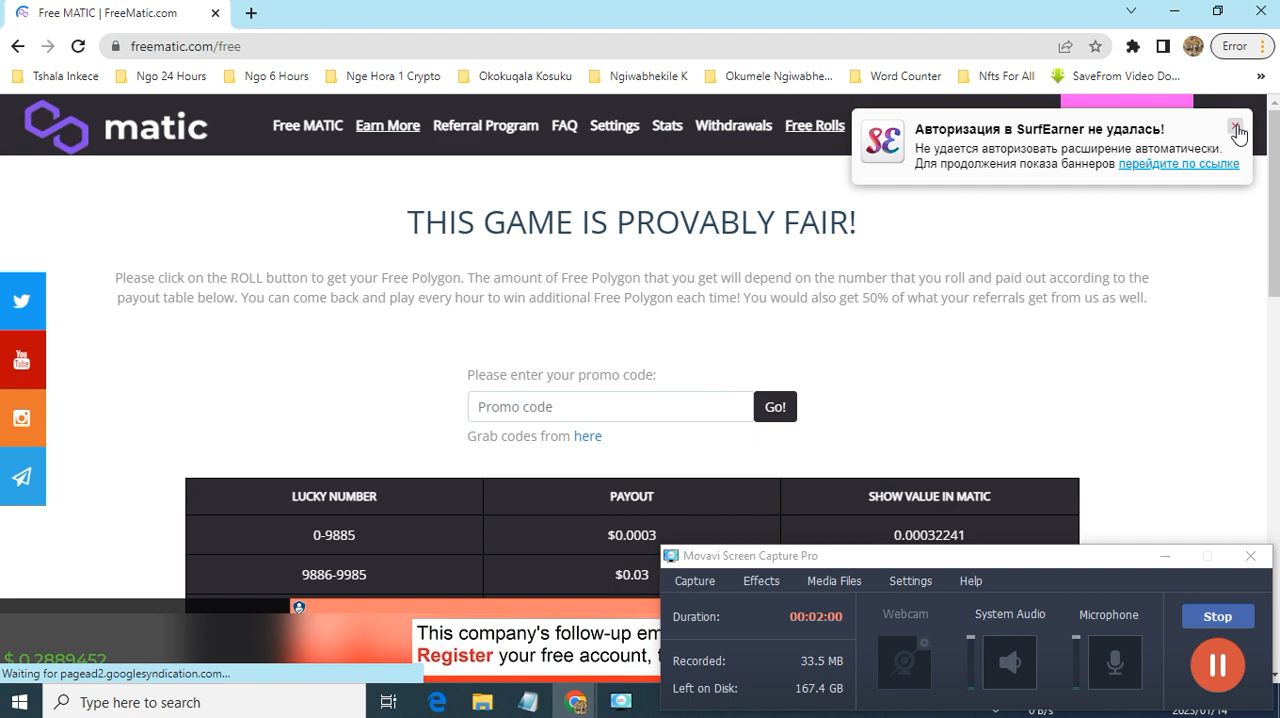 Free MATIC | FreeMatic.com
freematic.com/free
Error
Tshala Inkece
Ngo 24 Hours
Ngo 6 Hours
Nge Hora 1 Crypto
Okokuqala Kosuku
Ngiwabhekile K
Okumele Ngiwabhe...
Word Counter
Nfts For All
SaveFrom Video Do...
»
matic
Free MATIC
Earn More
Referral Program
FAQ
Settings
Stats
Withdrawals
Free Rolls
SE
Авторизация в SurfEarner не удалась!
Не удается авторизовать расширение автоматически.
Для продолжения показа баннеров перейдите по ссылке
THIS GAME IS PROVABLY FAIR!
Please click on the ROLL button to get your Free Polygon. The amount of Free Polygon that you get will depend on the number that you roll and paid out according to the
payout table below. You can come back and play every hour to win additional Free Polygon each time! You would also get 50% of what your referrals get from us as well.
You Tube
Please enter your promo code:
Promo code
Go!
Grab codes from here
LUCKY NUMBER
PAYOUT
SHOW VALUE IN MATIC
0-9885
$0.0003
0.00032241
9886-9985
$0.03
Movavi Screen Capture Pro
Capture
Effects
Media Files
Settings
Help
Duration:
00:02:00
Webcam
System Audio
Microphone
Stop
Recorded:
33.5 MB
Left on Disk:
167.4 GB
This company's follow-up em
Register your free account, t
$ 0.2889452
Waiting for pagead2.googlesyndication.com...
Type here to search
0 B/s
2023/01/14